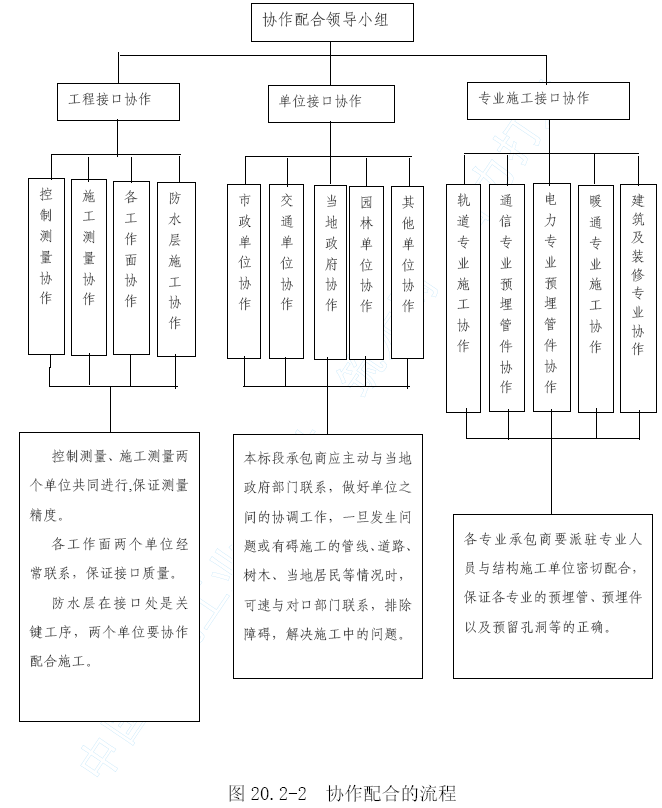 协作配合领导小组
工程接口协作
单位接口协作
专业施工接口协作
控制测量协作
施工测量协作
各工作面协作
防水层施工协作
市政单位协作
交通单位协作
当地政府协作
园林单位协作
其他单位协作
轨道专业施工协作
通信专业预埋管件协作
电力专业预埋管件协作
暖通专业施工协作
建筑及装修专业协作
控制测量、施工测量两
个单位共同进行,保证测量
精度。
各工作面两个单位经
常联系，保证接口质量。
防水层在接口处是关
键工序，两个单位要协作
配合施工。
本标段承包商应主动与当地
政府部门联系，做好单位之
间的协调工作，一旦发生问
题或有碍施工的管线、道路、
树木、当地居民等情况时，
可速与对口部门联系，排除
障碍，解决施工中的问题。
各专业承包商要派驻专业人
员与结构施工单位密切配合，
保证各专业的预埋管、预埋件
以及预留孔洞等的正确。
图 20.2-2 协作配合的流程